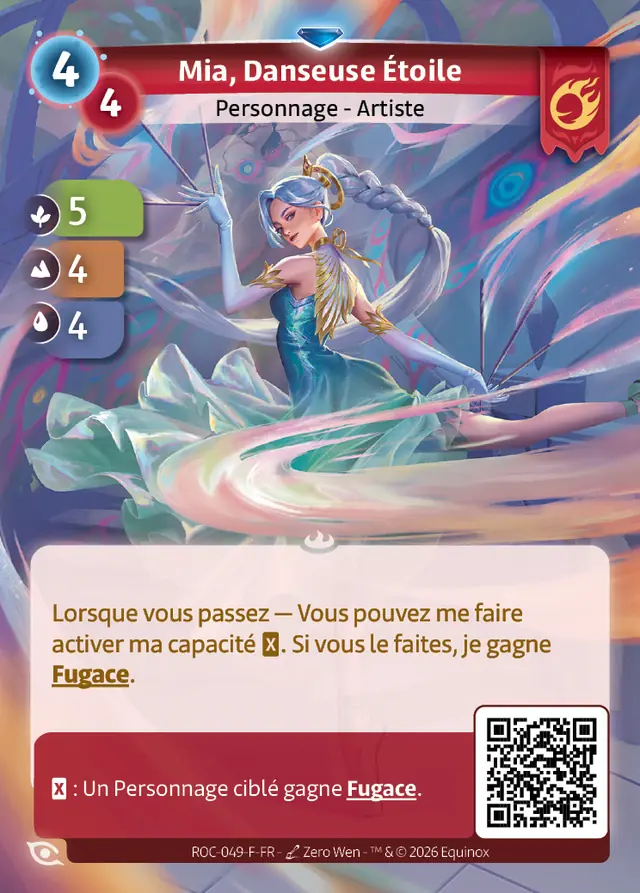 4
Mia, Danseuse Étoile
4
Personnage - Artiste
5
4
4
Lorsque vous passez — Vous pouvez me faire
activer ma capacité X. Si vous le faites, je gagne
Fugace.
X : Un Personnage ciblé gagne Fugace.
ROC-049-F-FR - Zero Wen - ™ & © 2026 Equinox